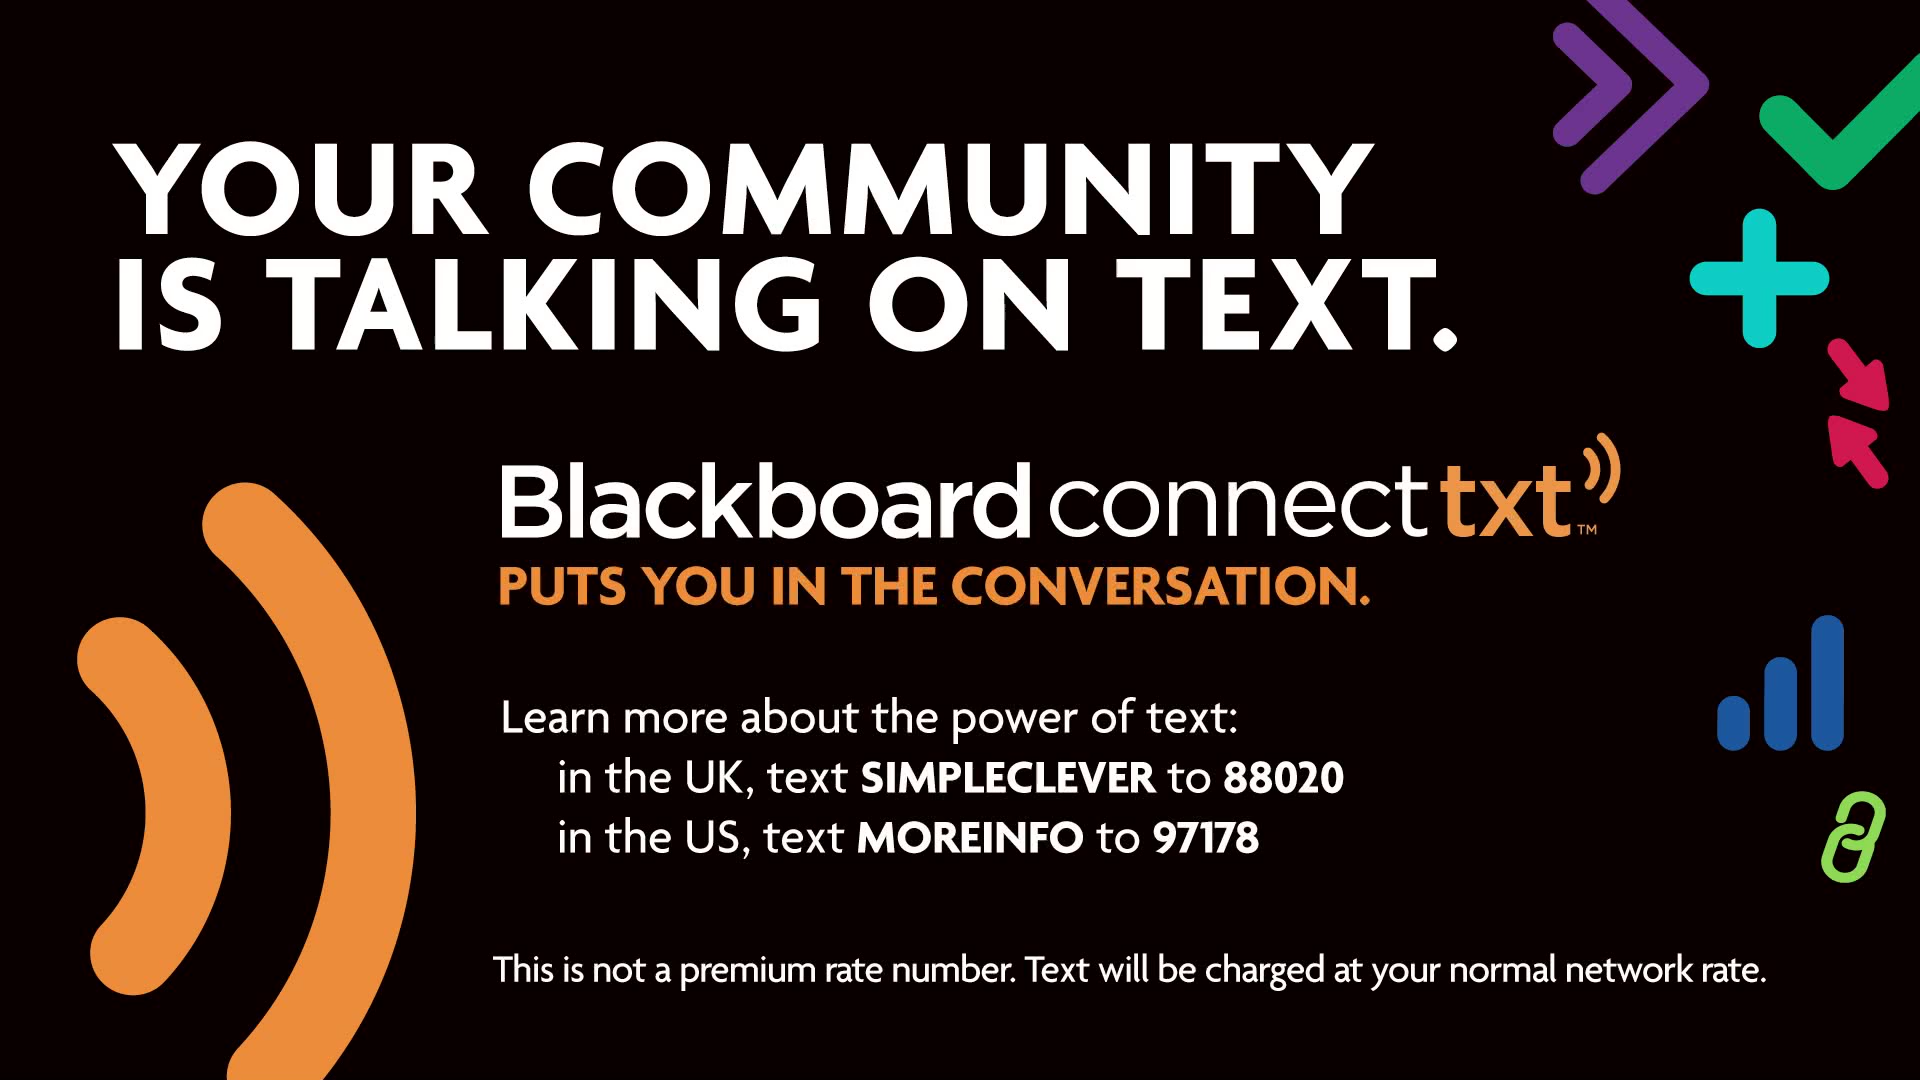 YOUR COMMUNITY
IS TALKING ON TEXT.
Blackboard connect txt™
PUTS YOU IN THE CONVERSATION.
Learn more about the power of text:
in the UK, text SIMPLECLEVER to 88020
in the US, text MOREINFO to 97178
This is not a premium rate number. Text will be charged at your normal network rate.